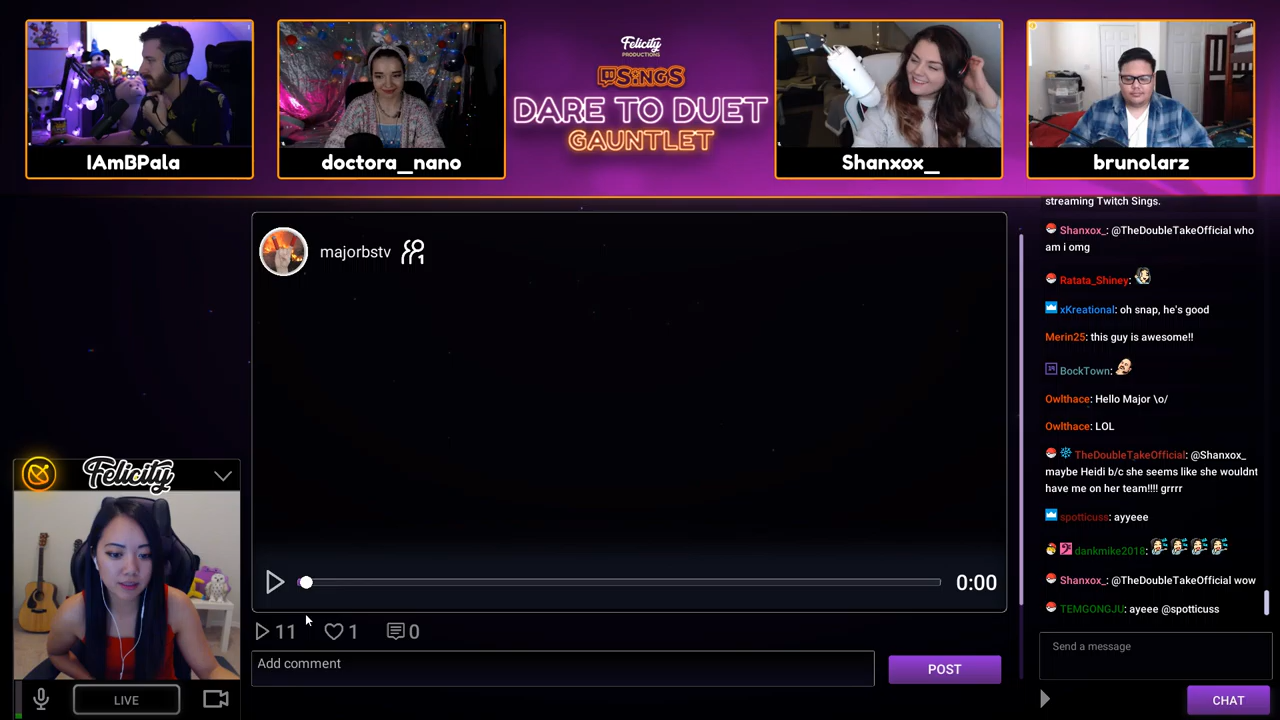 Felicity
PRODUCTIONS
SINGS
DARE TO DUET
GAUNTLET
IAmBPala
doctora__nano
Shanxox_
brunolarz
majorbstv
0:00
11
1
0
Add comment
POST
Felicity
LIVE
streaming Twitch Sings.
Shanxox_: @TheDoubleTakeOfficial who
am i omg
Ratata_Shiney:
xKreational: oh snap, he's good
Merin25: this guy is awesome!!
BockTown:
Owlthace: Hello Major \o/
Owlthace: LOL
TheDoubleTakeOfficial: @Shanxox_
maybe Heidi b/c she seems like she wouldnt
have me on her team!!!! grrrr
spotticuss: ayyeee
dankmike2018:
Shanxox_: @TheDoubleTakeOfficial wow
TEMGONGJU: ayeee @spotticuss
Send a message
CHAT